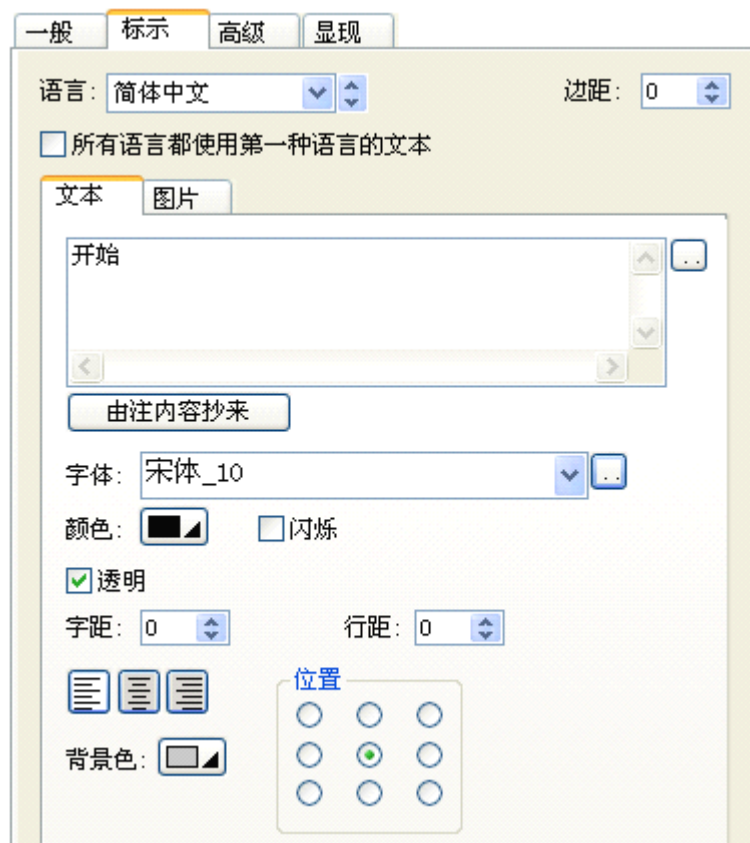 一般 标示 高级 显现
语言: 简体中文 边距: 0
所有语言都使用第一种语言的文本
文本 图片
开始
..
由注内容抄来
字体: 宋体_10 ..
颜色: 闪烁
透明
字距: 0 行距: 0
位置
背景色: